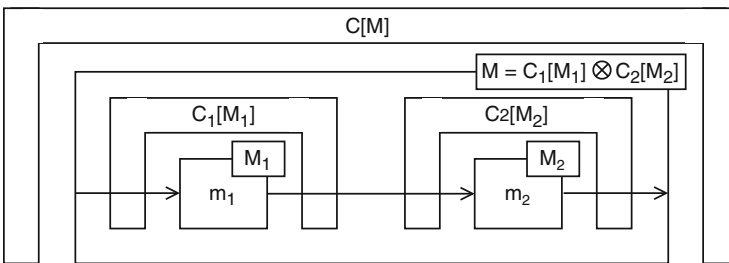 C[M]
M = C₁[M₁] ⊗ C₂[M₂]
C₁[M₁]
C2[M₂]
M₁
M₂
m₁
m₂